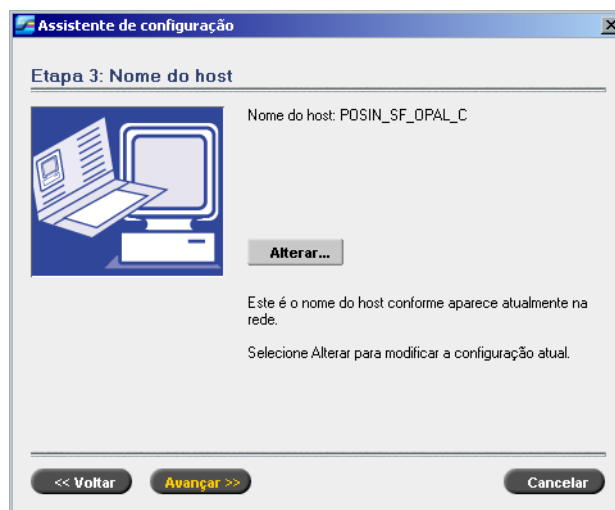 Assistente de configuração
Etapa 3: Nome do host
Nome do host: POSIN_SF_OPAL_C
Alterar...
Este é o nome do host conforme aparece atualmente na
rede.
Selecione Alterar para modificar a configuração atual.
<< Voltar
Avançar >>
Cancelar